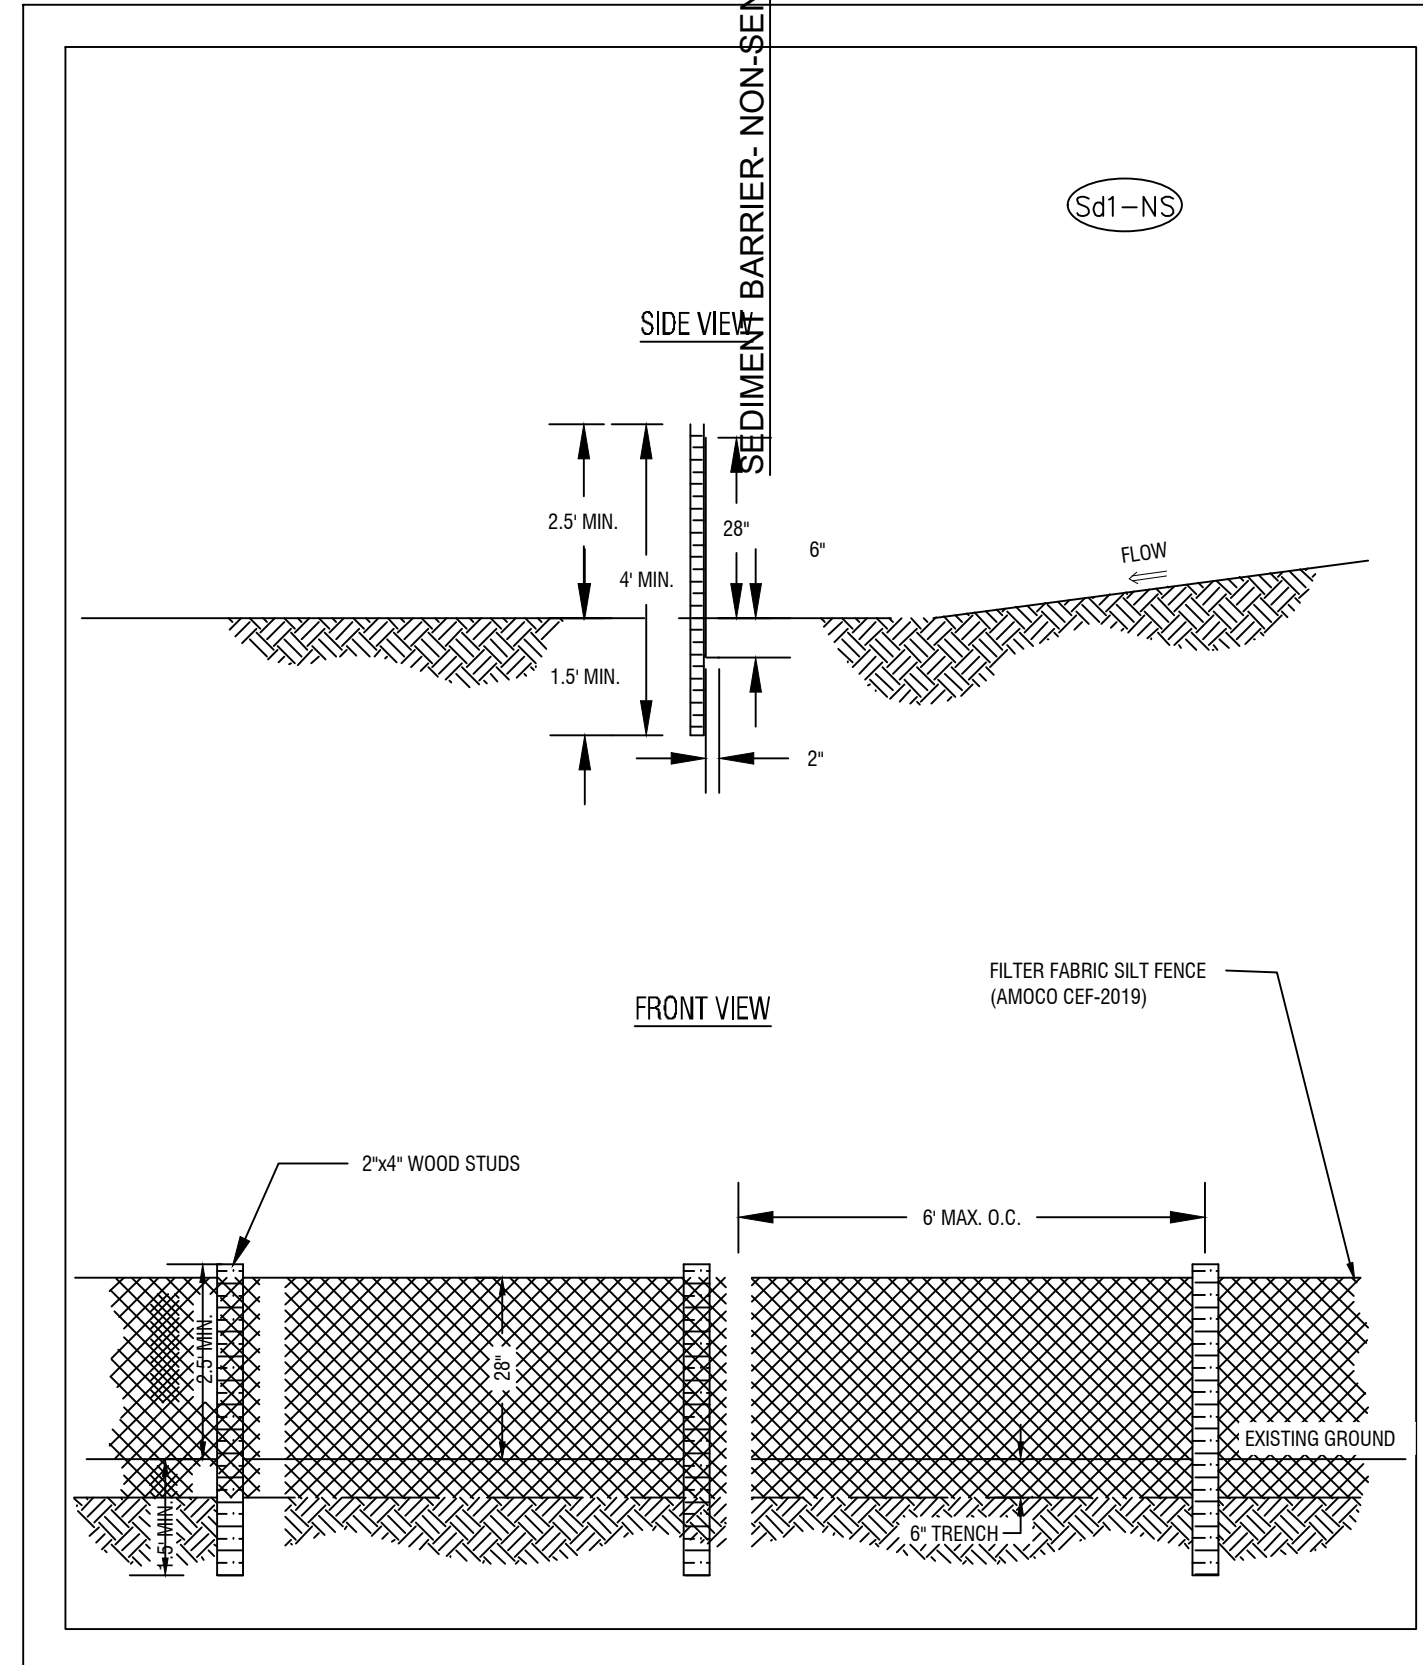 SEDIMENT BARRIER- NON-SEN
Sd1-NS
SIDE VIEW
2.5' MIN.
28"
6"
FLOW
4' MIN.
1.5' MIN.
2"
FILTER FABRIC SILT FENCE
(AMOCO CEF-2019)
FRONT VIEW
2"x4" WOOD STUDS
6' MAX. O.C.
2.5' MIN.
28"
EXISTING GROUND
1.5' MIN.
6" TRENCH